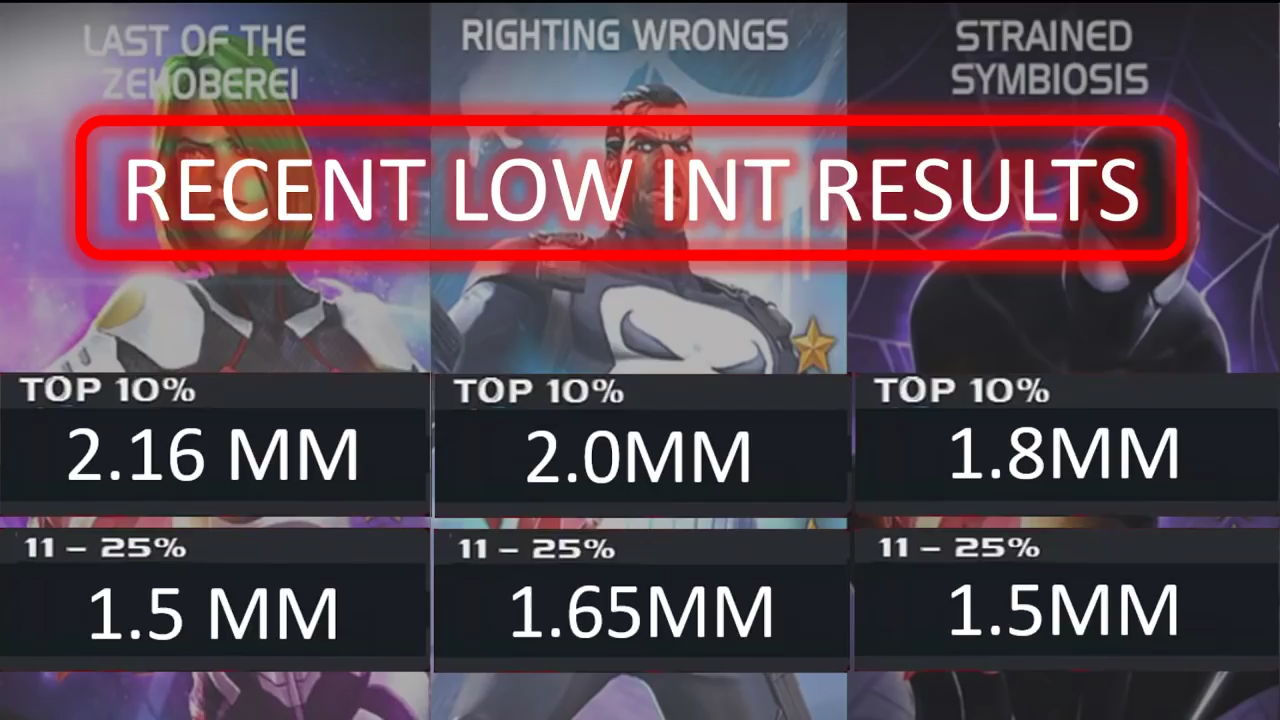 LAST OF THE
ZEHOBEREI
RIGHTING WRONGS
STRAINED
SYMBIOSIS
RECENT LOW INT RESULTS
TOP 10%
TOP 10%
TOP 10%
2.16 MM
2.0MM
1.8MM
11 – 25%
11 – 25%
11 – 25%
1.5 MM
1.65MM
1.5MM